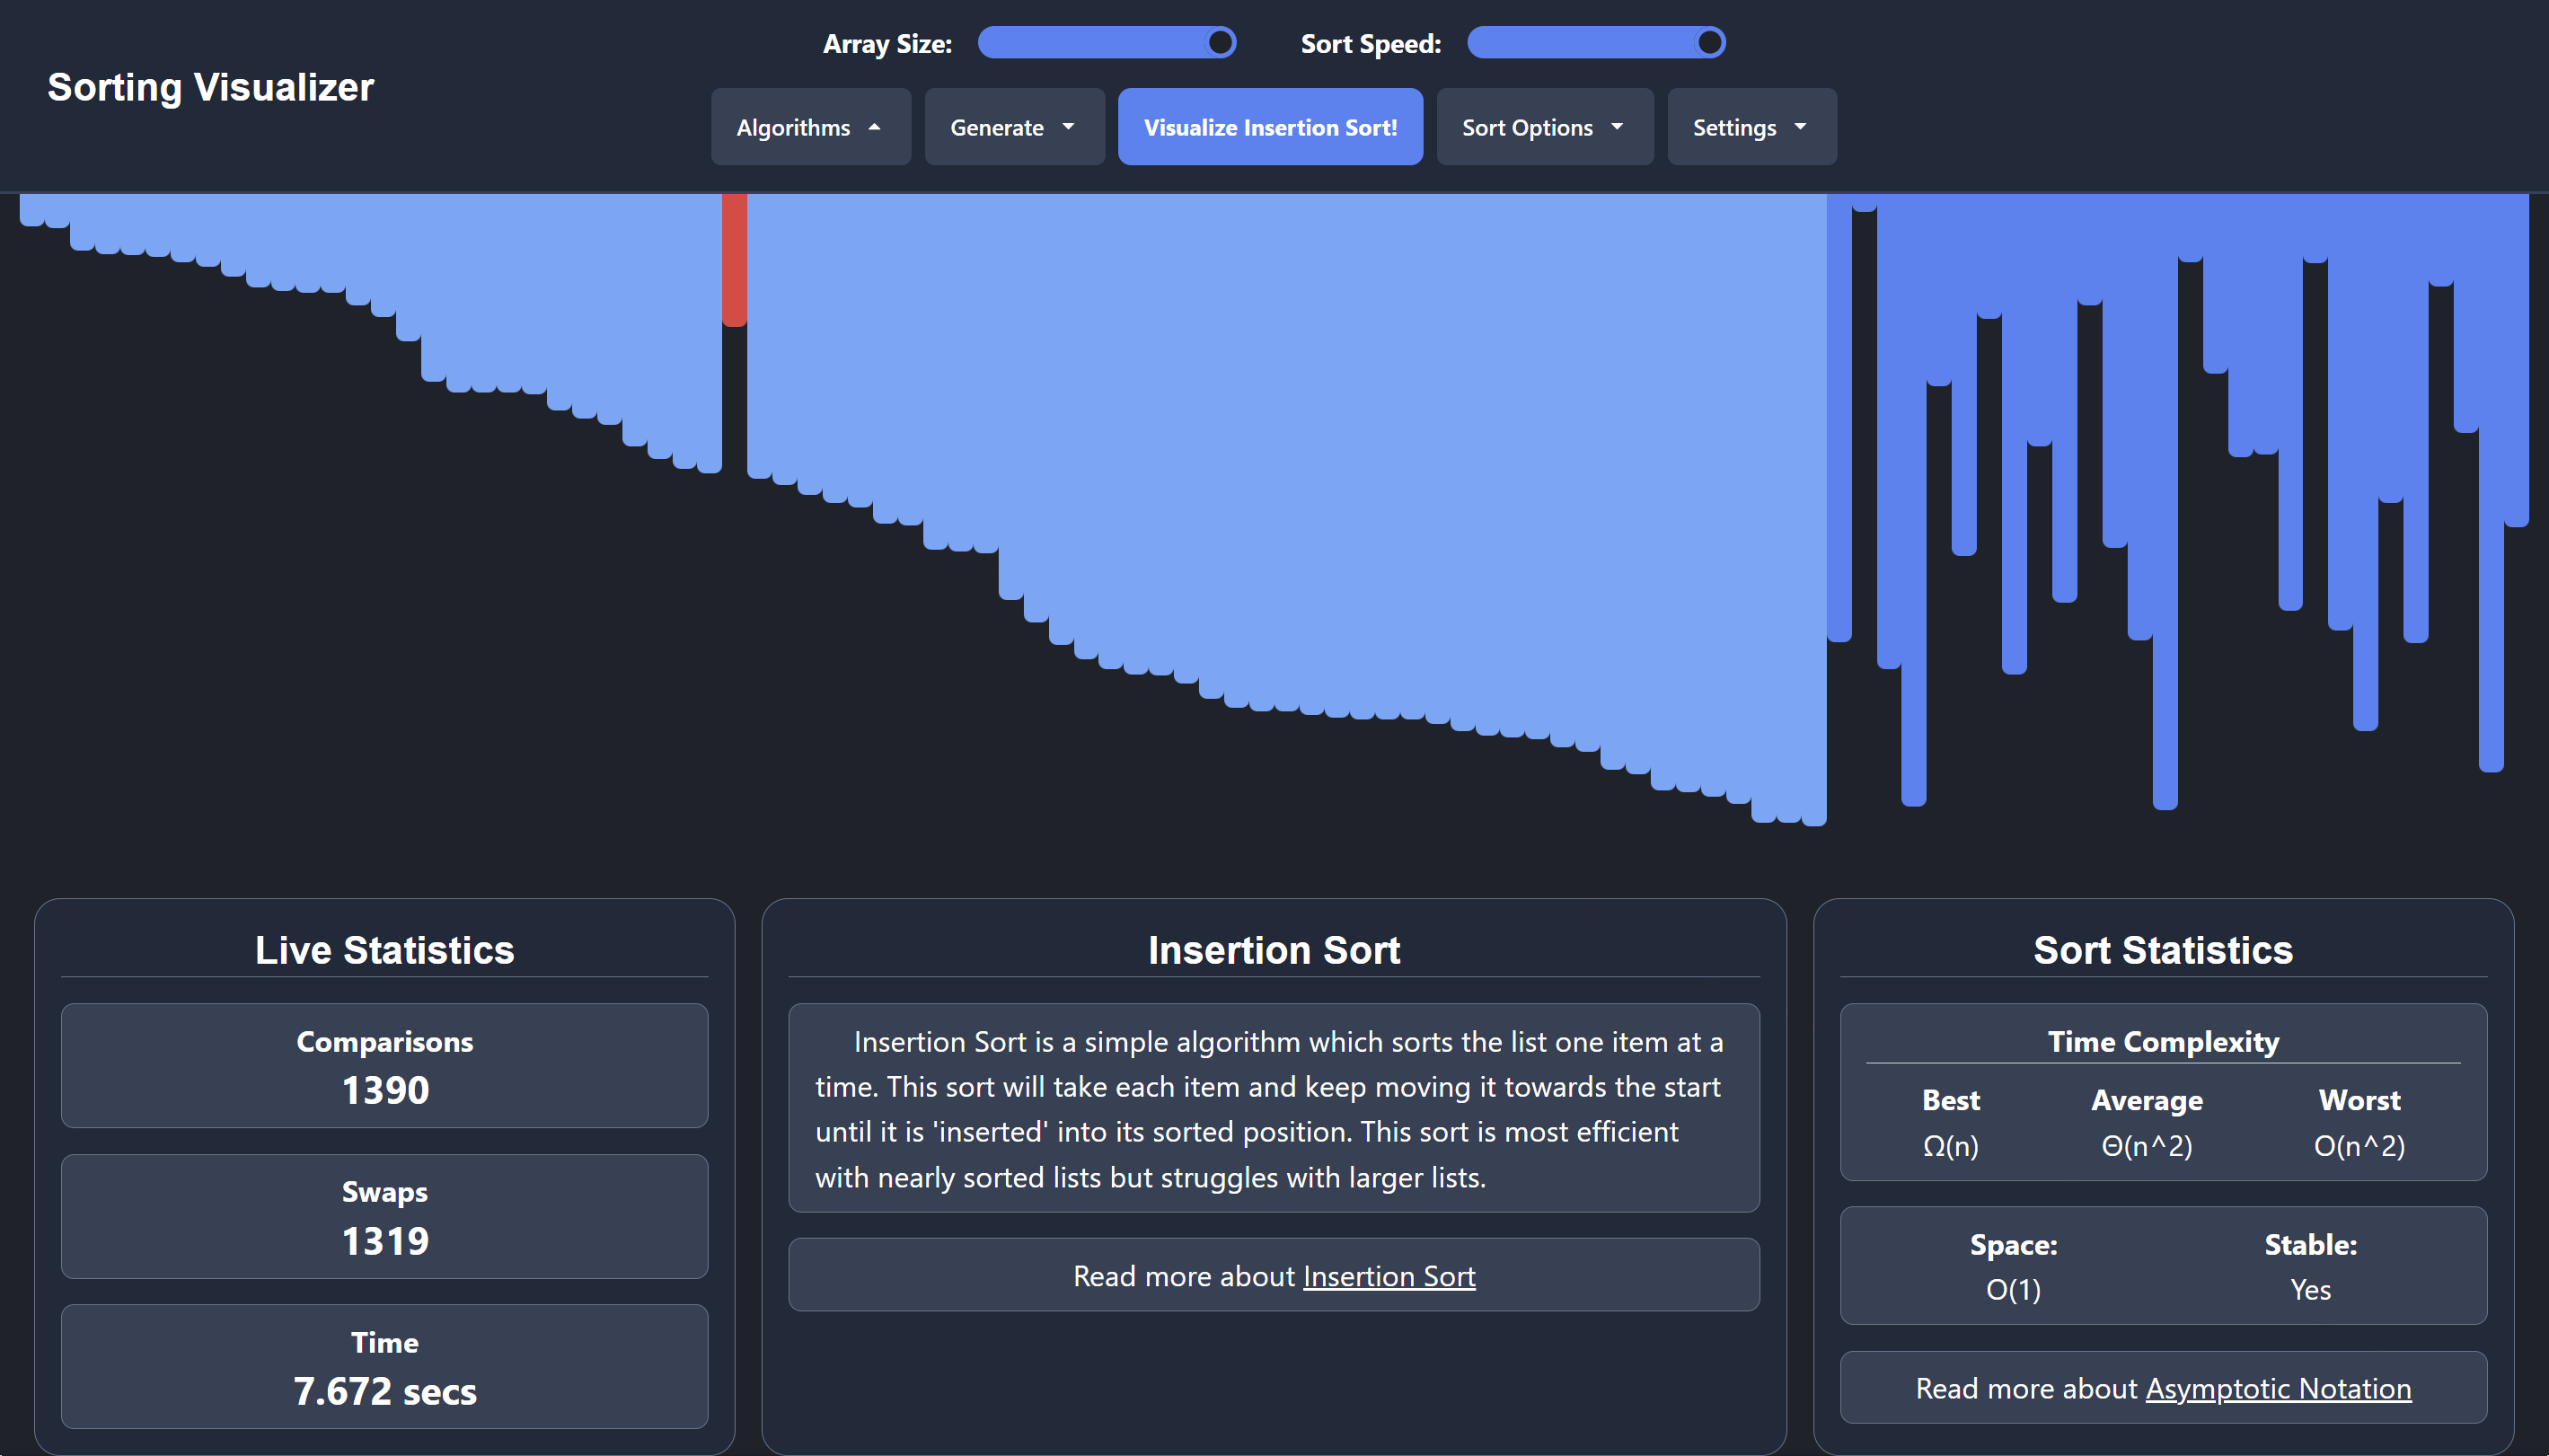 Sorting Visualizer
Array Size:
Sort Speed:
Algorithms
Generate
Visualize Insertion Sort!
Sort Options
Settings
Live Statistics
Comparisons
1390
Swaps
1319
Time
7.672 secs
Insertion Sort
Insertion Sort is a simple algorithm which sorts the list one item at a
time. This sort will take each item and keep moving it towards the start
until it is 'inserted' into its sorted position. This sort is most efficient
with nearly sorted lists but struggles with larger lists.
Read more about Insertion Sort
Sort Statistics
Time Complexity
Best Average Worst
Ω(n) Θ(n^2) O(n^2)
Space: Stable:
O(1) Yes
Read more about Asymptotic Notation